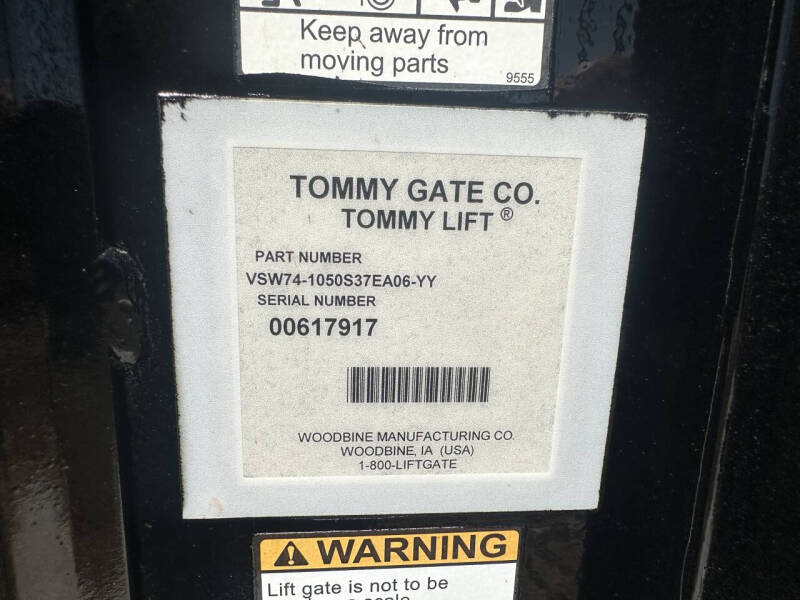 Keep away from
moving parts
9555
TOMMY GATE CO.
TOMMY LIFT ®
PART NUMBER
VSW74-1050S37EA06-YY
SERIAL NUMBER
00617917
WOODBINE MANUFACTURING CO.
WOODBINE, IA (USA)
1-800-LIFTGATE
WARNING
Lift gate is not to be